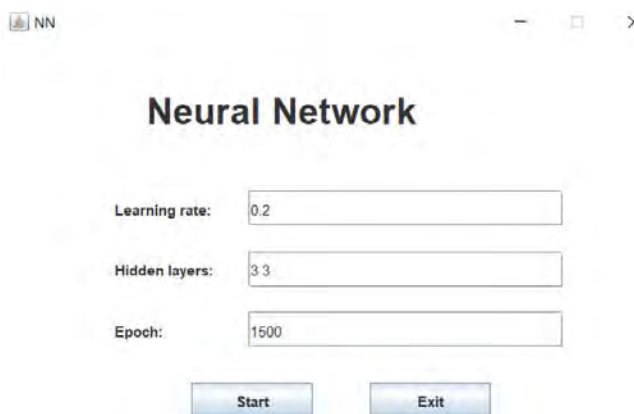 NN
Neural Network
Learning rate: 0.2
Hidden layers: 3 3
Epoch: 1500
Start Exit